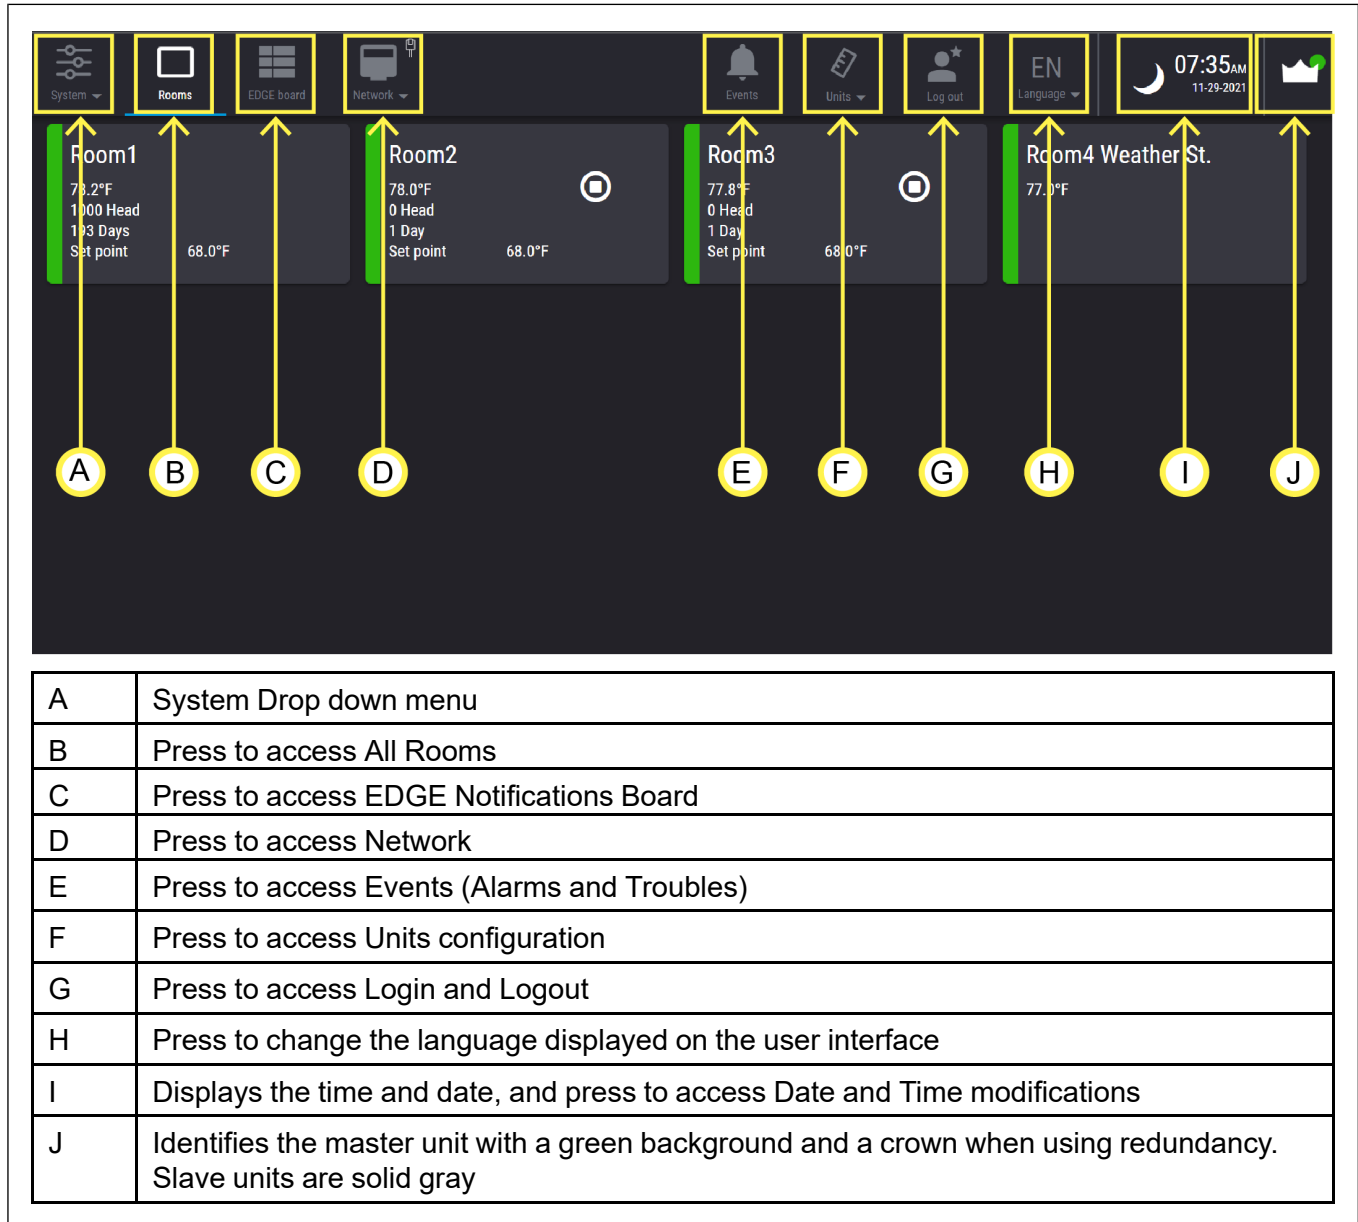 System
Rooms
EDGE board
Network
Events
Units
Log out
EN
Language
07:35AM
11-29-2021
Room1
78.2°F
1000 Head
193 Days
Set point 68.0°F
Room2
78.0°F
0 Head
1 Day
Set point 68.0°F
Room3
77.8°F
0 Head
1 Day
Set point 68.0°F
Room4 Weather St.
77.0°F
A B C D E F G H I J
A System Drop down menu
B Press to access All Rooms
C Press to access EDGE Notifications Board
D Press to access Network
E Press to access Events (Alarms and Troubles)
F Press to access Units configuration
G Press to access Login and Logout
H Press to change the language displayed on the user interface
I Displays the time and date, and press to access Date and Time modifications
J Identifies the master unit with a green background and a crown when using redundancy.
Slave units are solid gray